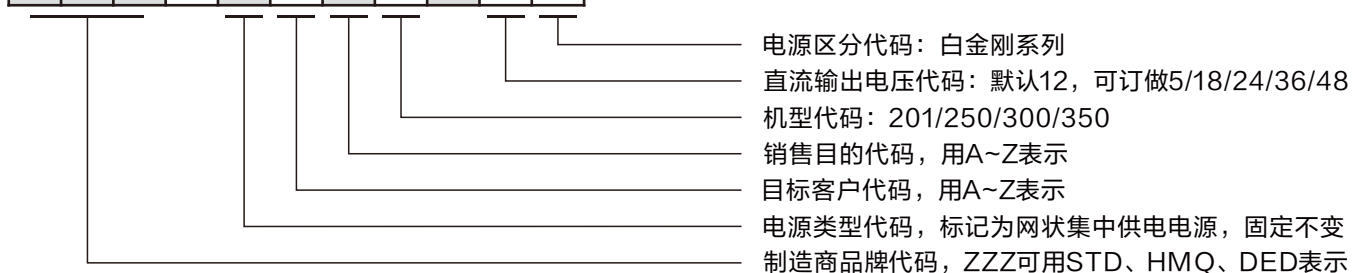 电源区分代码：白金刚系列
直流输出电压代码：默认12，可订做5/18/24/36/48
机型代码：201/250/300/350
销售目的代码，用A~Z表示
目标客户代码，用A~Z表示
电源类型代码，标记为网状集中供电电源，固定不变
制造商品牌代码，ZZZ可用STD、HMQ、DED表示